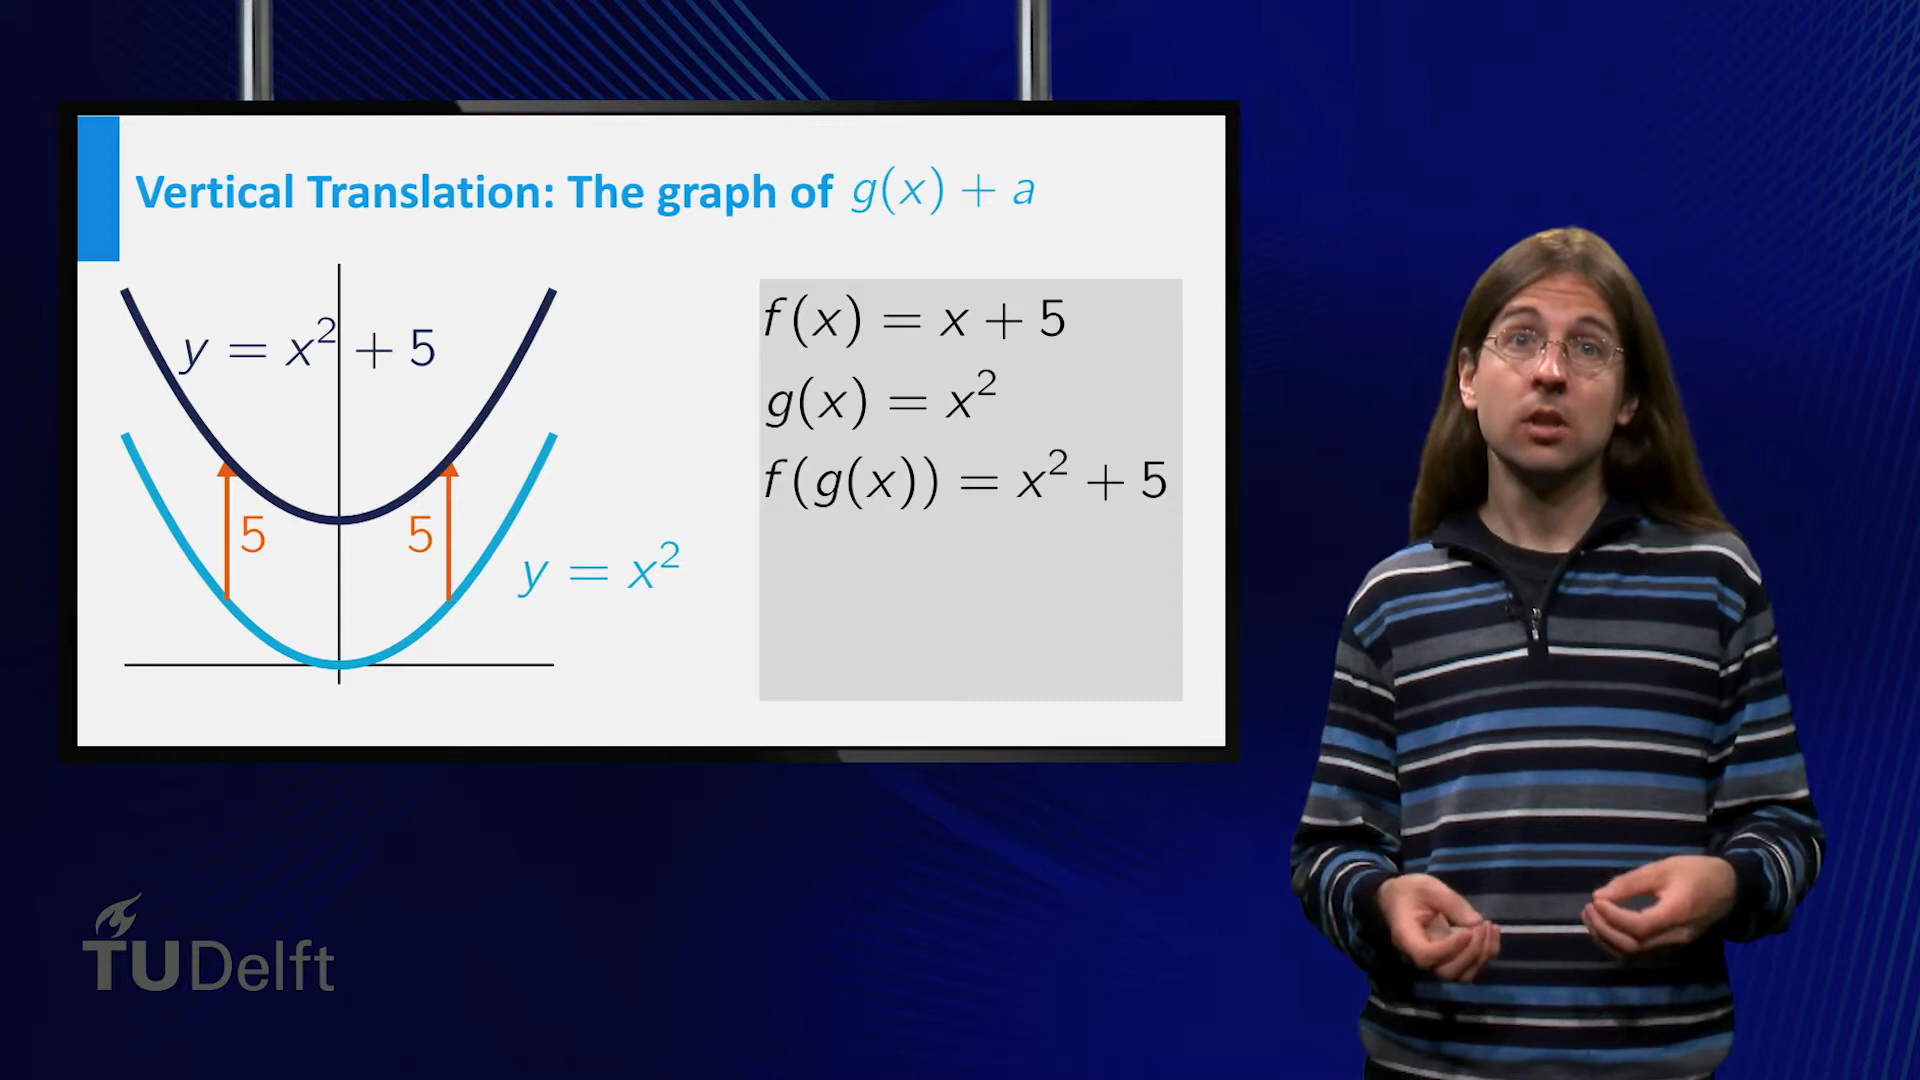 Vertical Translation: The graph of g(x) + a
y = x² + 5
5
5
y = x²
f(x) = x + 5
g(x) = x²
f(g(x)) = x² + 5
TUDelft